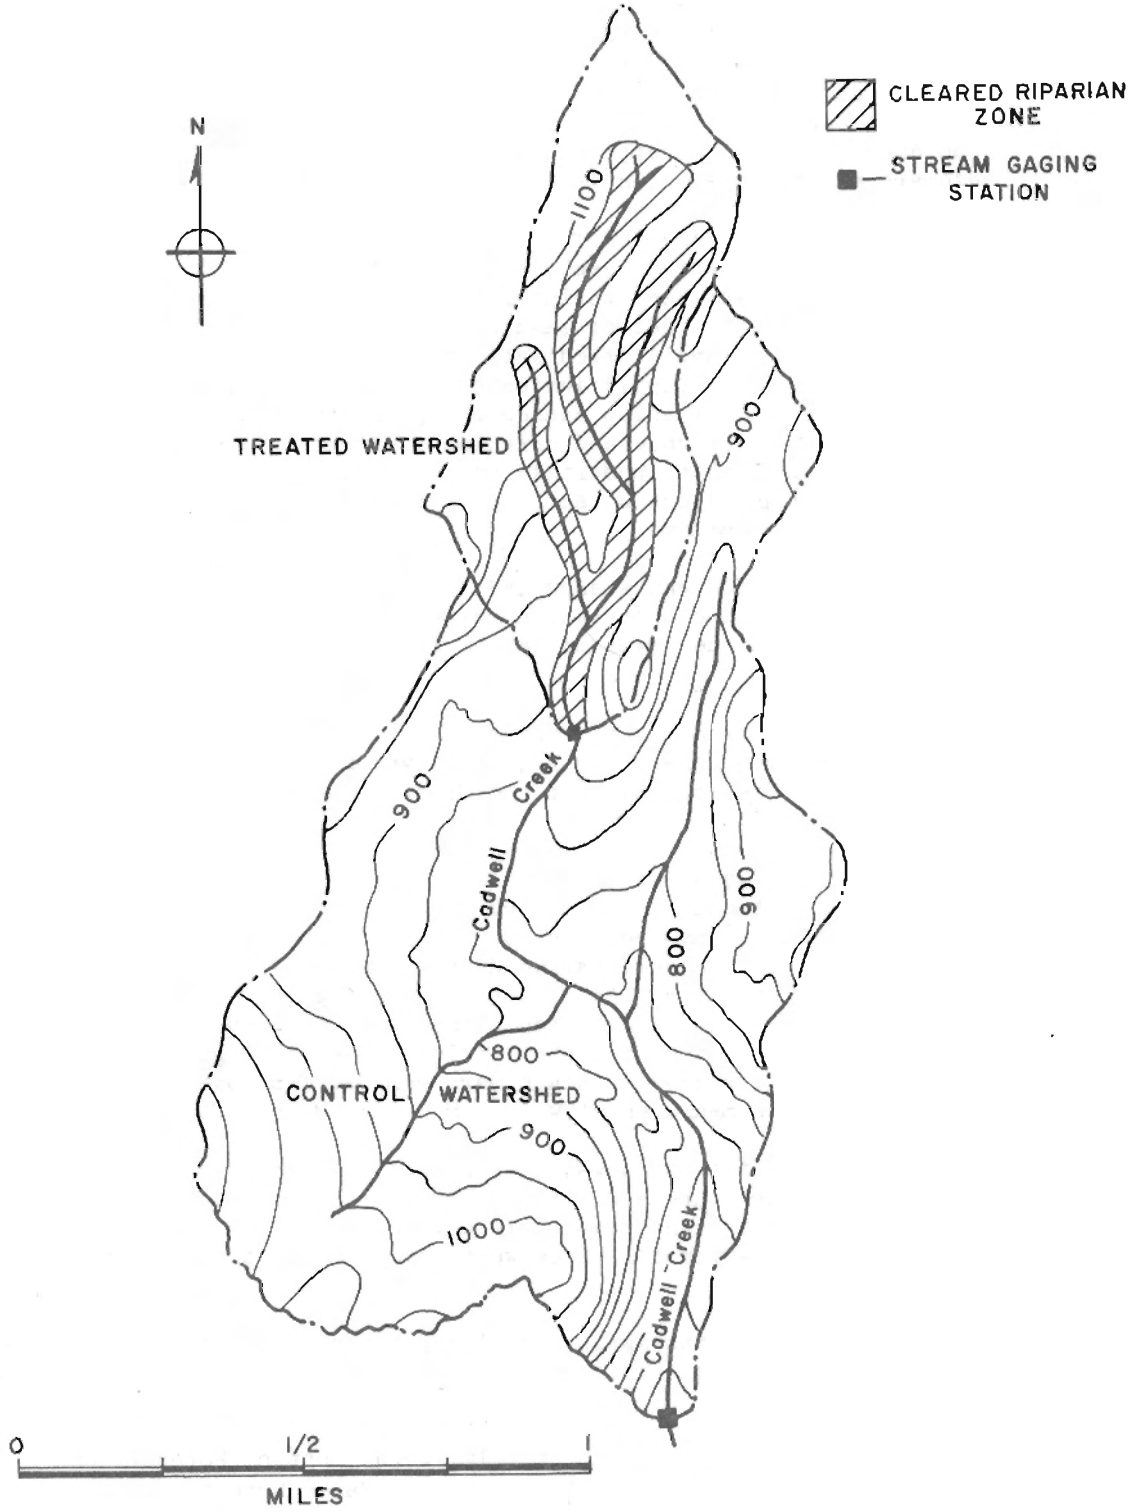 CLEARED RIPARIAN
ZONE
STREAM GAGING
STATION
N
1100
900
TREATED WATERSHED
900
Creek
Cadwell
900
800
800
CONTROL WATERSHED
900
1000
Cadwell Creek
0 1/2 1
MILES